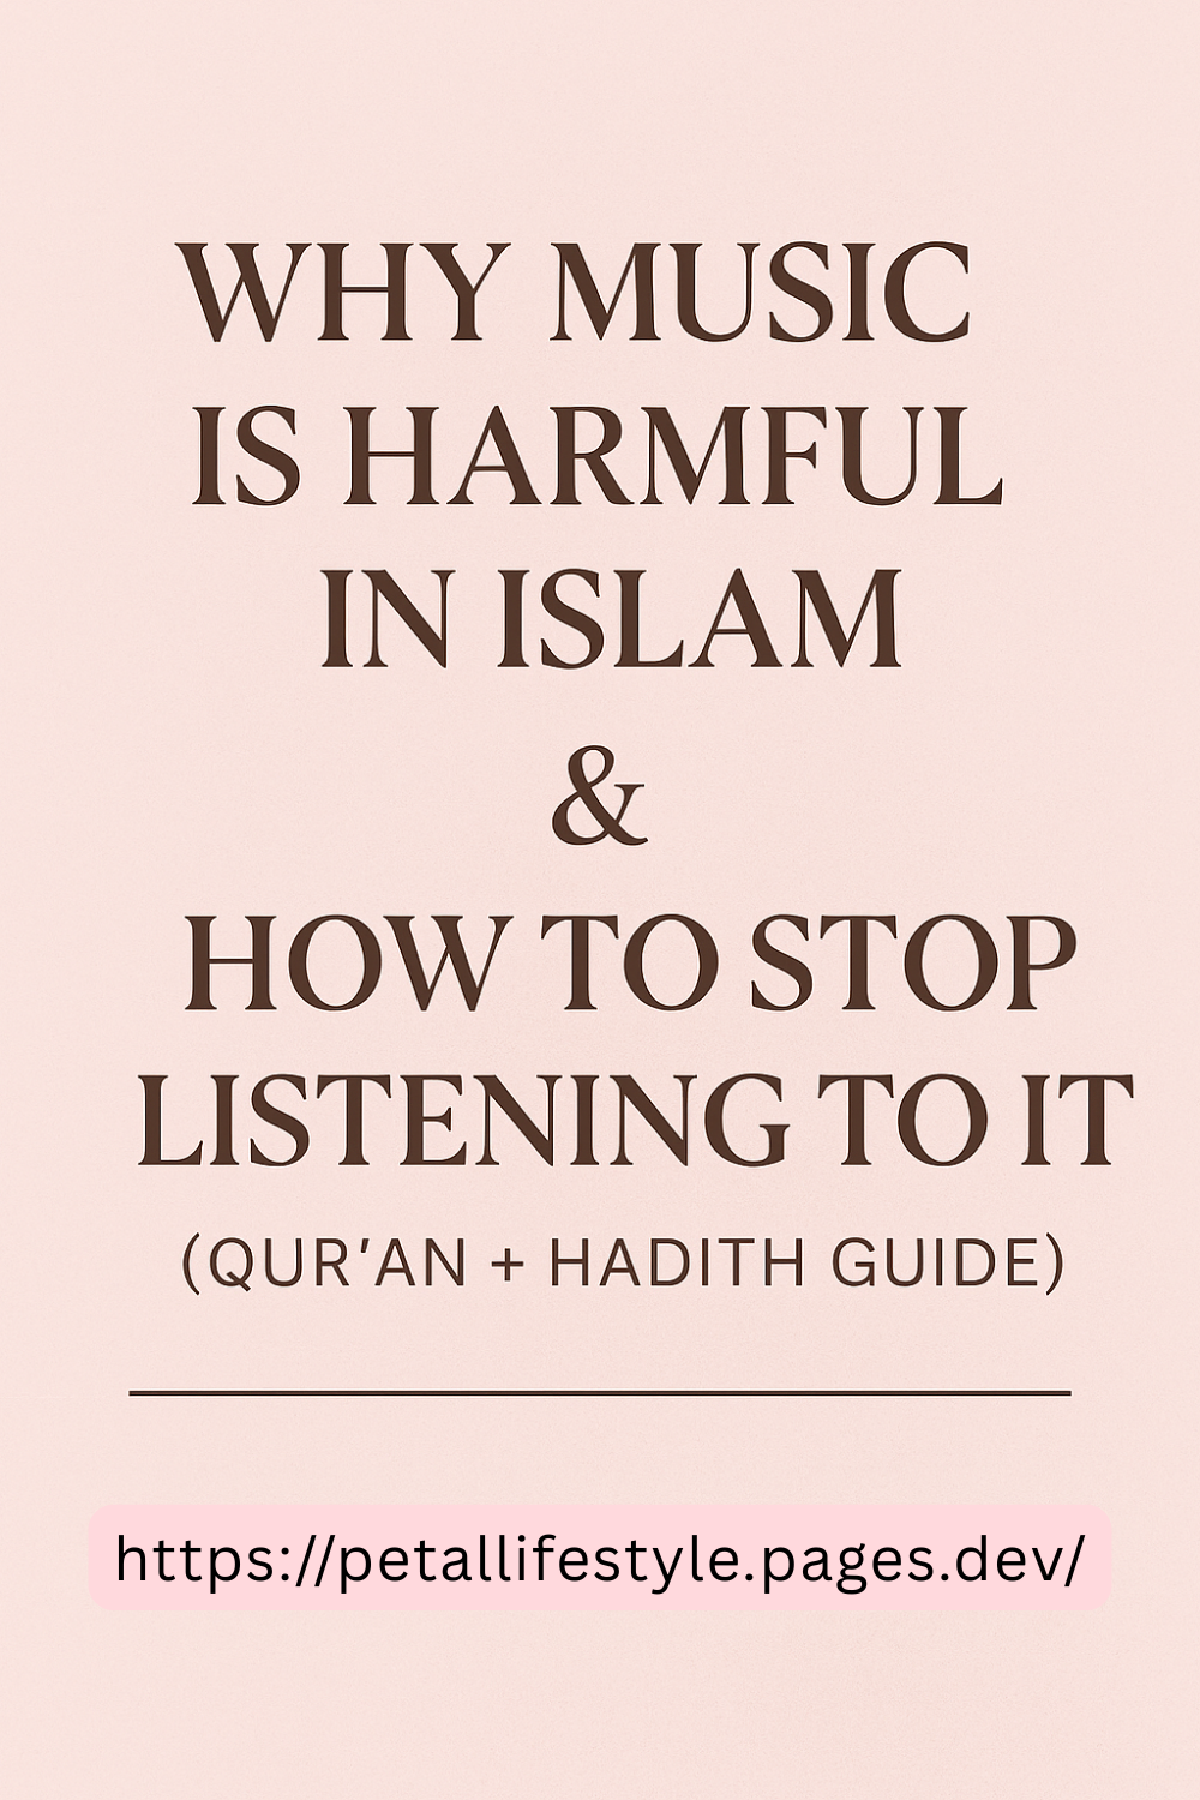 WHY MUSIC
IS HARMFUL
IN ISLAM
&
HOW TO STOP
LISTENING TO IT
(QUR'AN + HADITH GUIDE)
https://petallifestyle.pages.dev/